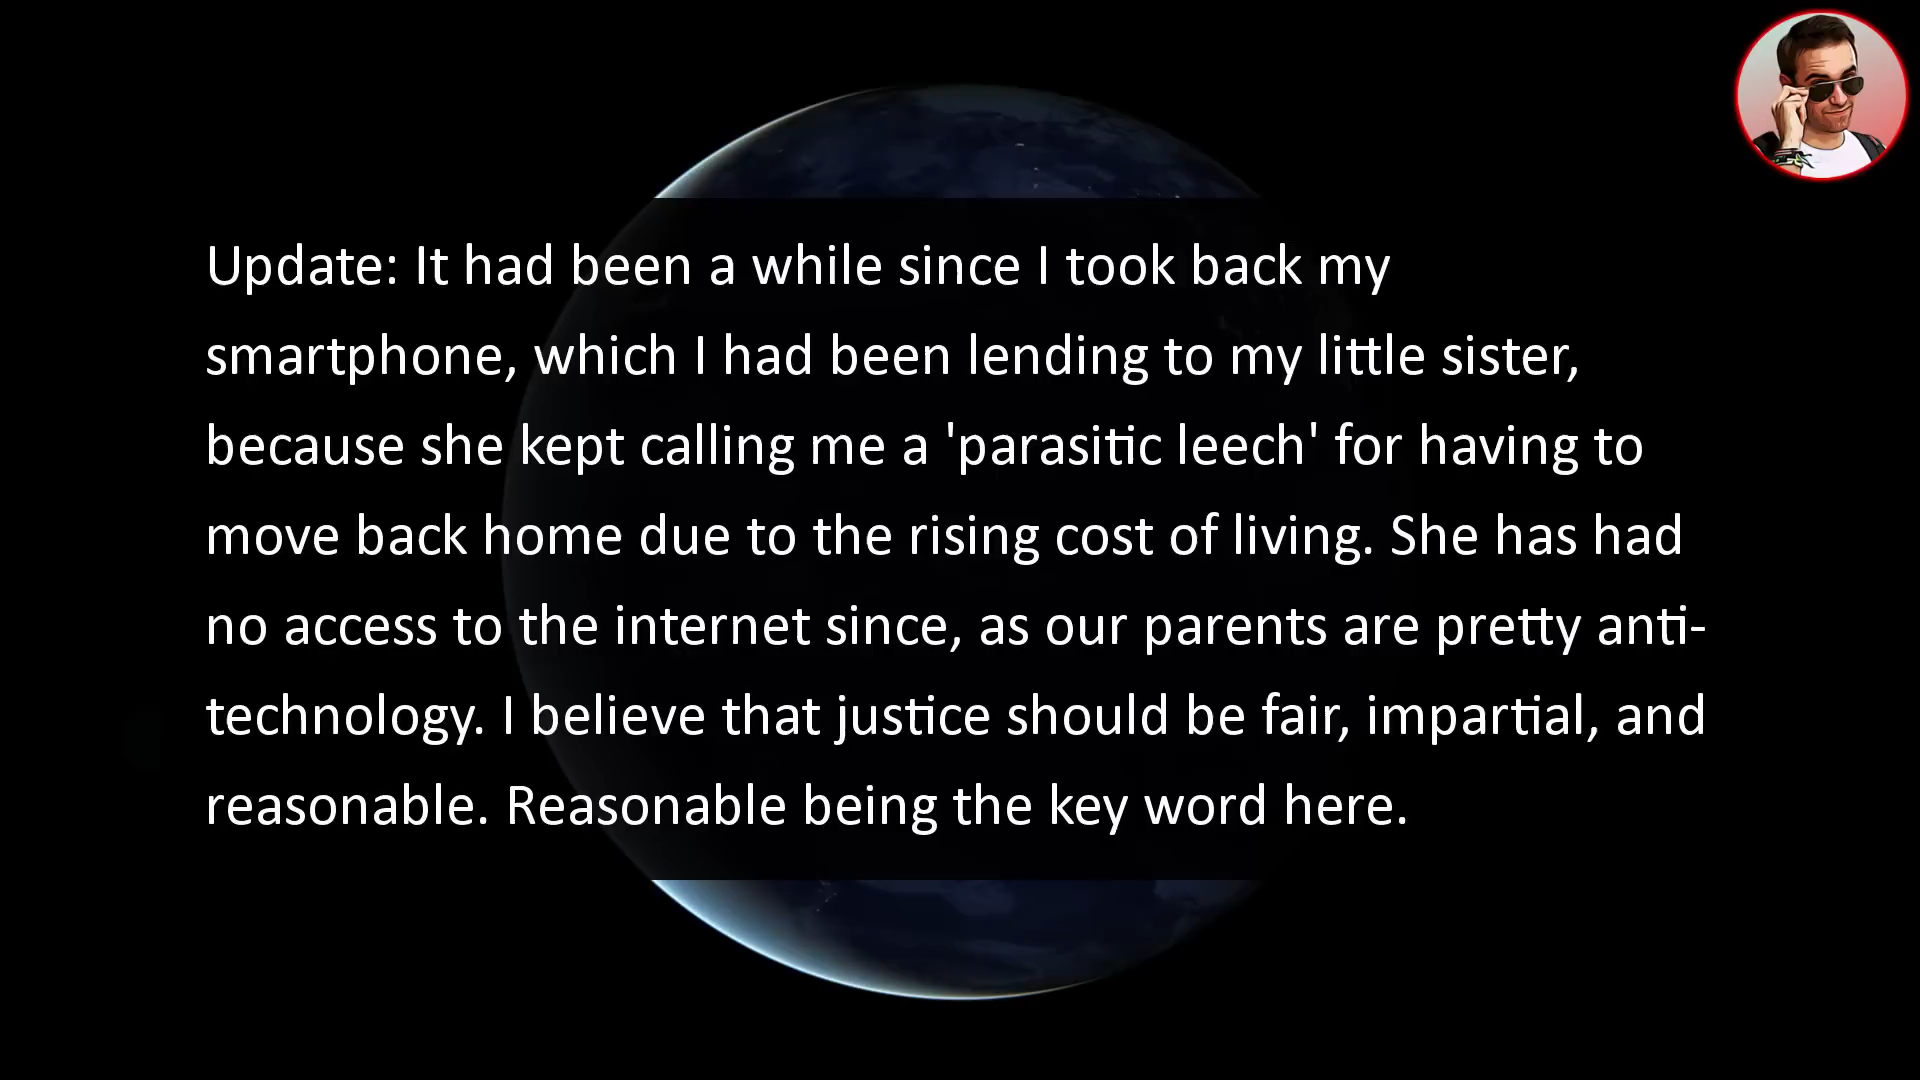 Update: It had been a while since I took back my
smartphone, which I had been lending to my little sister,
because she kept calling me a 'parasitic leech' for having to
move back home due to the rising cost of living. She has had
no access to the internet since, as our parents are pretty anti-
technology. I believe that justice should be fair, impartial, and
reasonable. Reasonable being the key word here.